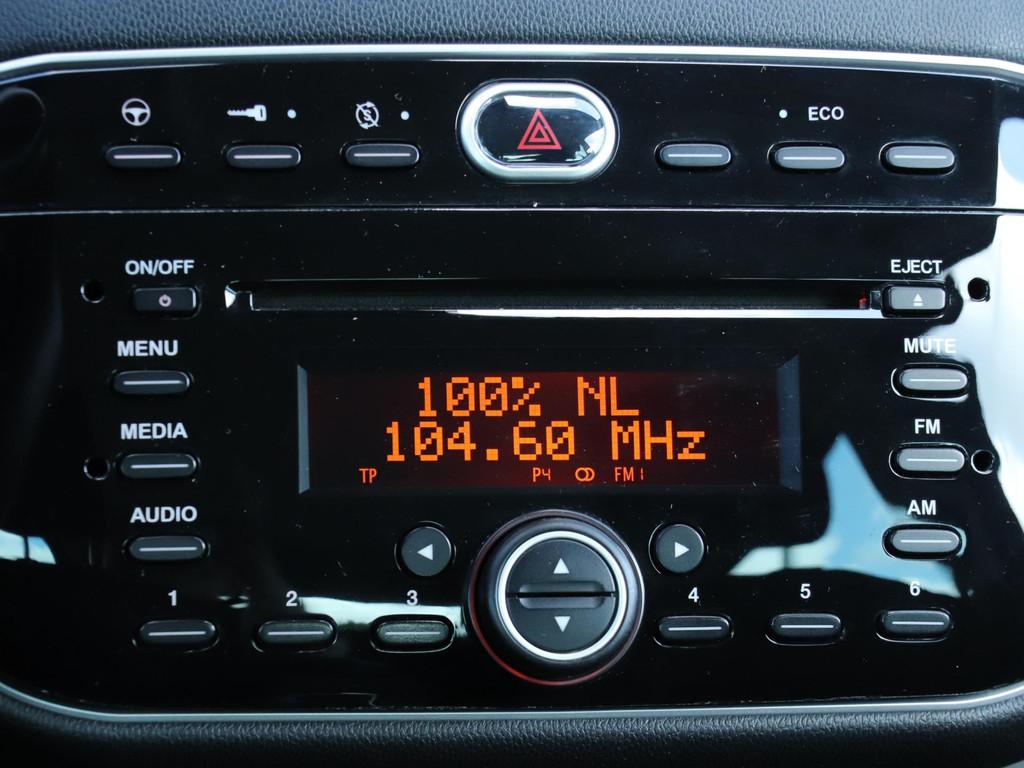 ECO
ON/OFF
EJECT
MENU
MUTE
100% NL
MEDIA
FM
104.60 MHz
TP P4 FM1
AUDIO
AM
1 2 3 4 5 6